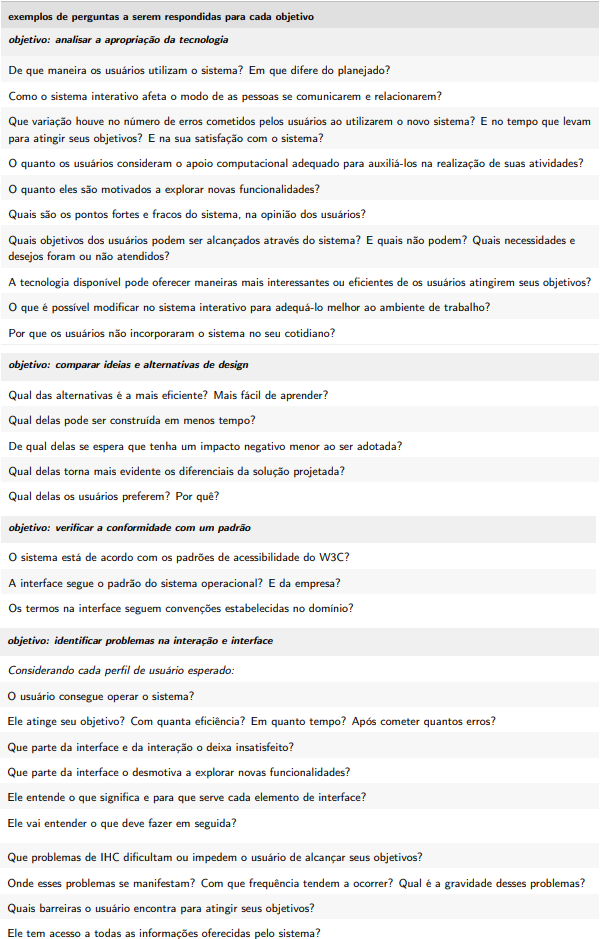 exemplos de perguntas a serem respondidas para cada objetivo
objetivo: analisar a apropriação da tecnologia
De que maneira os usuários utilizam o sistema? Em que difere do planejado?
Como o sistema interativo afeta o modo de as pessoas se comunicarem e relacionarem?
Que variação houve no número de erros cometidos pelos usuários ao utilizarem o novo sistema? E no tempo que levam
para atingir seus objetivos? E na sua satisfação com o sistema?
O quanto os usuários consideram o apoio computacional adequado para auxiliá-los na realização de suas atividades?
O quanto eles são motivados a explorar novas funcionalidades?
Quais são os pontos fortes e fracos do sistema, na opinião dos usuários?
Quais objetivos dos usuários podem ser alcançados através do sistema? E quais não podem? Quais necessidades e
desejos foram ou não atendidos?
A tecnologia disponível pode oferecer maneiras mais interessantes ou eficientes de os usuários atingirem seus objetivos?
O que é possível modificar no sistema interativo para adequá-lo melhor ao ambiente de trabalho?
Por que os usuários não incorporaram o sistema no seu cotidiano?
objetivo: comparar ideias e alternativas de design
Qual das alternativas é a mais eficiente? Mais fácil de aprender?
Qual delas pode ser construída em menos tempo?
De qual delas se espera que tenha um impacto negativo menor ao ser adotada?
Qual delas torna mais evidente os diferenciais da solução projetada?
Qual delas os usuários preferem? Por quê?
objetivo: verificar a conformidade com um padrão
O sistema está de acordo com os padrões de acessibilidade do W3C?
A interface segue o padrão do sistema operacional? E da empresa?
Os termos na interface seguem convenções estabelecidas no domínio?
objetivo: identificar problemas na interação e interface
Considerando cada perfil de usuário esperado:
O usuário consegue operar o sistema?
Ele atinge seu objetivo? Com quanta eficiência? Em quanto tempo? Após cometer quantos erros?
Que parte da interface e da interação o deixa insatisfeito?
Que parte da interface o desmotiva a explorar novas funcionalidades?
Ele entende o que significa e para que serve cada elemento de interface?
Ele vai entender o que deve fazer em seguida?
Que problemas de IHC dificultam ou impedem o usuário de alcançar seus objetivos?
Onde esses problemas se manifestam? Com que frequência tendem a ocorrer? Qual é a gravidade desses problemas?
Quais barreiras o usuário encontra para atingir seus objetivos?
Ele tem acesso a todas as informações oferecidas pelo sistema?